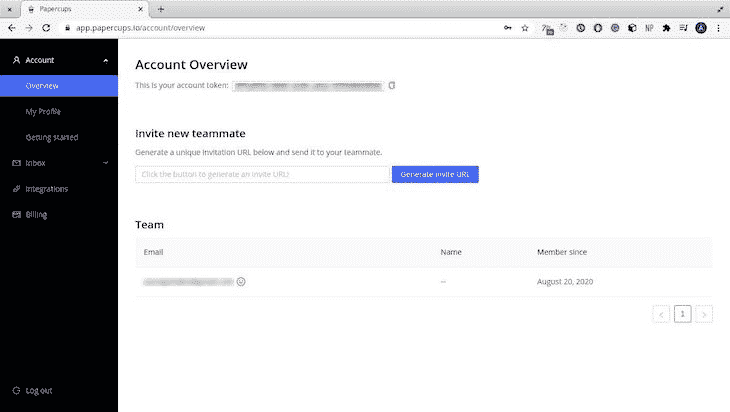 Papercups
app.papercups.io/account/overview
Account
Overview
My Profile
Getting started
Inbox
Integrations
Billing
Log out
Account Overview
This is your account token:
Invite new teammate
Generate a unique invitation URL below and send it to your teammate.
Click the button to generate an invite URL!
Generate invite URL
Team
Email Name Member since
-- August 20, 2020
1